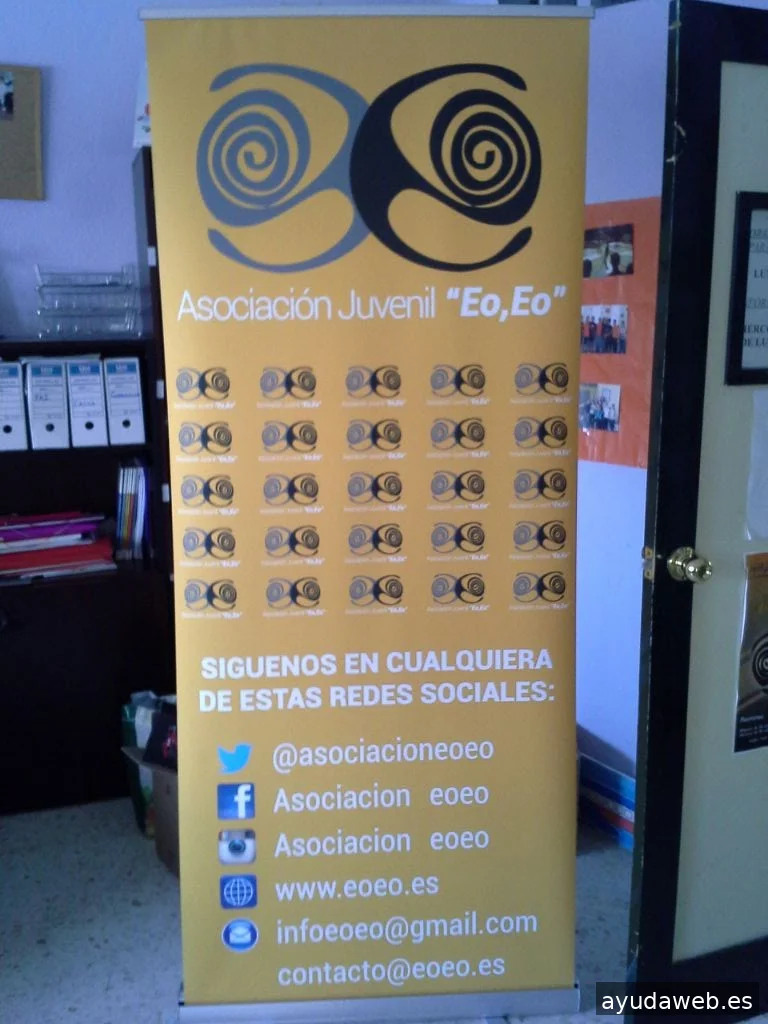 Asociación Juvenil "Eo,Eo"
SIGUENOS EN CUALQUIERA
DE ESTAS REDES SOCIALES:
@asociacioneoeo
Asociacion eoeo
Asociacion eoeo
www.eoeo.es
infoeoeo@gmail.com
contacto@eoeo.es
ayudaweb.es